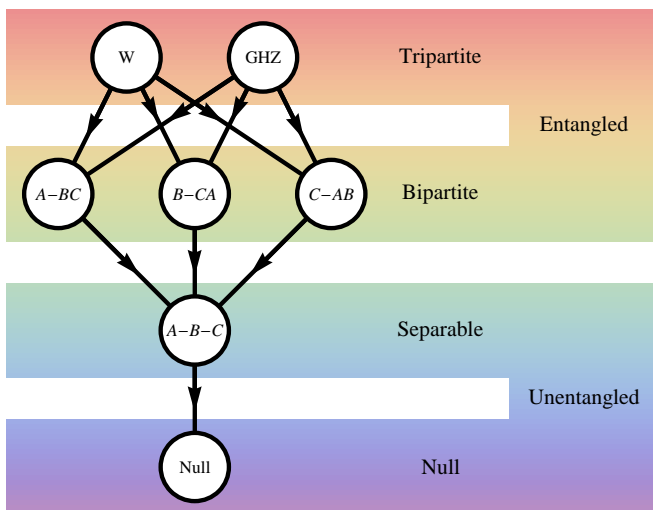 W GHZ Tripartite
Entangled
A−BC B−CA C−AB Bipartite
A−B−C Separable
Unentangled
Null Null